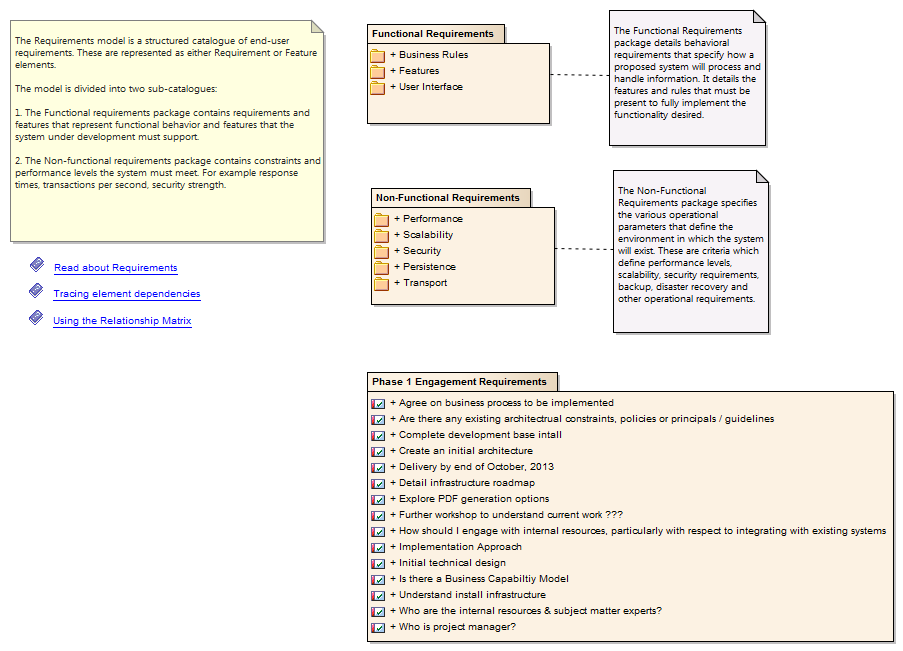 The Requirements model is a structured catalogue of end-user
requirements. These are represented as either Requirement or Feature
elements.
The model is divided into two sub-catalogues:
1. The Functional requirements package contains requirements and
features that represent functional behavior and features that the
system under development must support.
2. The Non-functional requirements package contains constraints and
performance levels the system must meet. For example response
times, transactions per second, security strength.
Read about Requirements
Tracing element dependencies
Using the Relationship Matrix
Functional Requirements
+ Business Rules
+ Features
+ User Interface
The Functional Requirements
package details behavioral
requirements that specify how a
proposed system will process and
handle information. It details the
features and rules that must be
present to fully implement the
functionality desired.
Non-Functional Requirements
+ Performance
+ Scalability
+ Security
+ Persistence
+ Transport
The Non-Functional
Requirements package specifies
the various operational
parameters that define the
environment in which the system
will exist. These are criteria which
define performance levels,
scalability, security requirements,
backup, disaster recovery and
other operational requirements.
Phase 1 Engagement Requirements
+ Agree on business process to be implemented
+ Are there any existing architectrual constraints, policies or principals / guidelines
+ Complete development base intall
+ Create an initial architecture
+ Delivery by end of October, 2013
+ Detail infrastructure roadmap
+ Explore PDF generation options
+ Further workshop to understand current work ???
+ How should I engage with internal resources, particularly with respect to integrating with existing systems
+ Implementation Approach
+ Initial technical design
+ Is there a Business Capabiltiy Model
+ Understand install infrastructure
+ Who are the internal resources & subject matter experts?
+ Who is project manager?